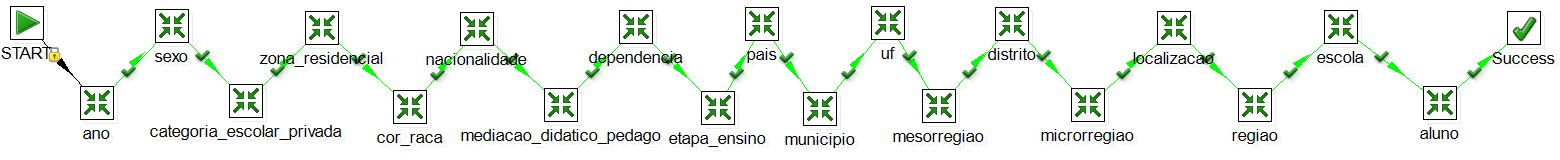 START
ano
sexo
categoria_escolar_privada
zona_residencial
cor_raca
nacionalidade
mediacao_didatico_pedago
dependencia
etapa_ensino
pais
municipio
uf
mesorregiao
distrito
microrregiao
localizacao
regiao
escola
aluno
Success